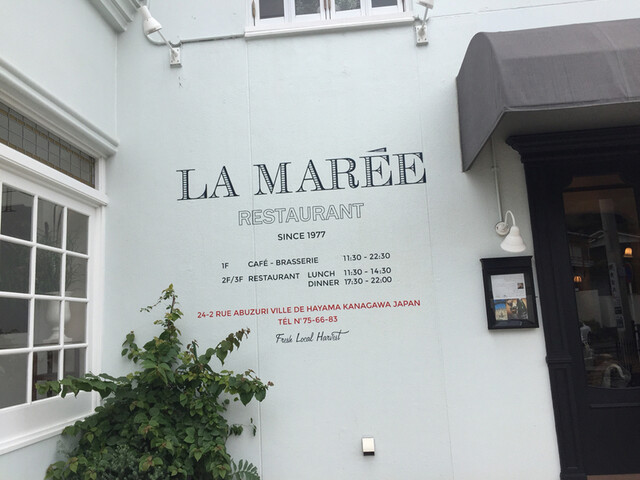 LA MARÉE
RESTAURANT
SINCE 1977
1F CAFÉ - BRASSERIE 11:30 - 22:30
2F/3F RESTAURANT LUNCH 11:30 - 14:30
DINNER 17:30 - 22:00
24-2 RUE ABUZURI VILLE DE HAYAMA KANAGAWA JAPAN
TÉL N° 75-66-83
Fresh Local Harvest